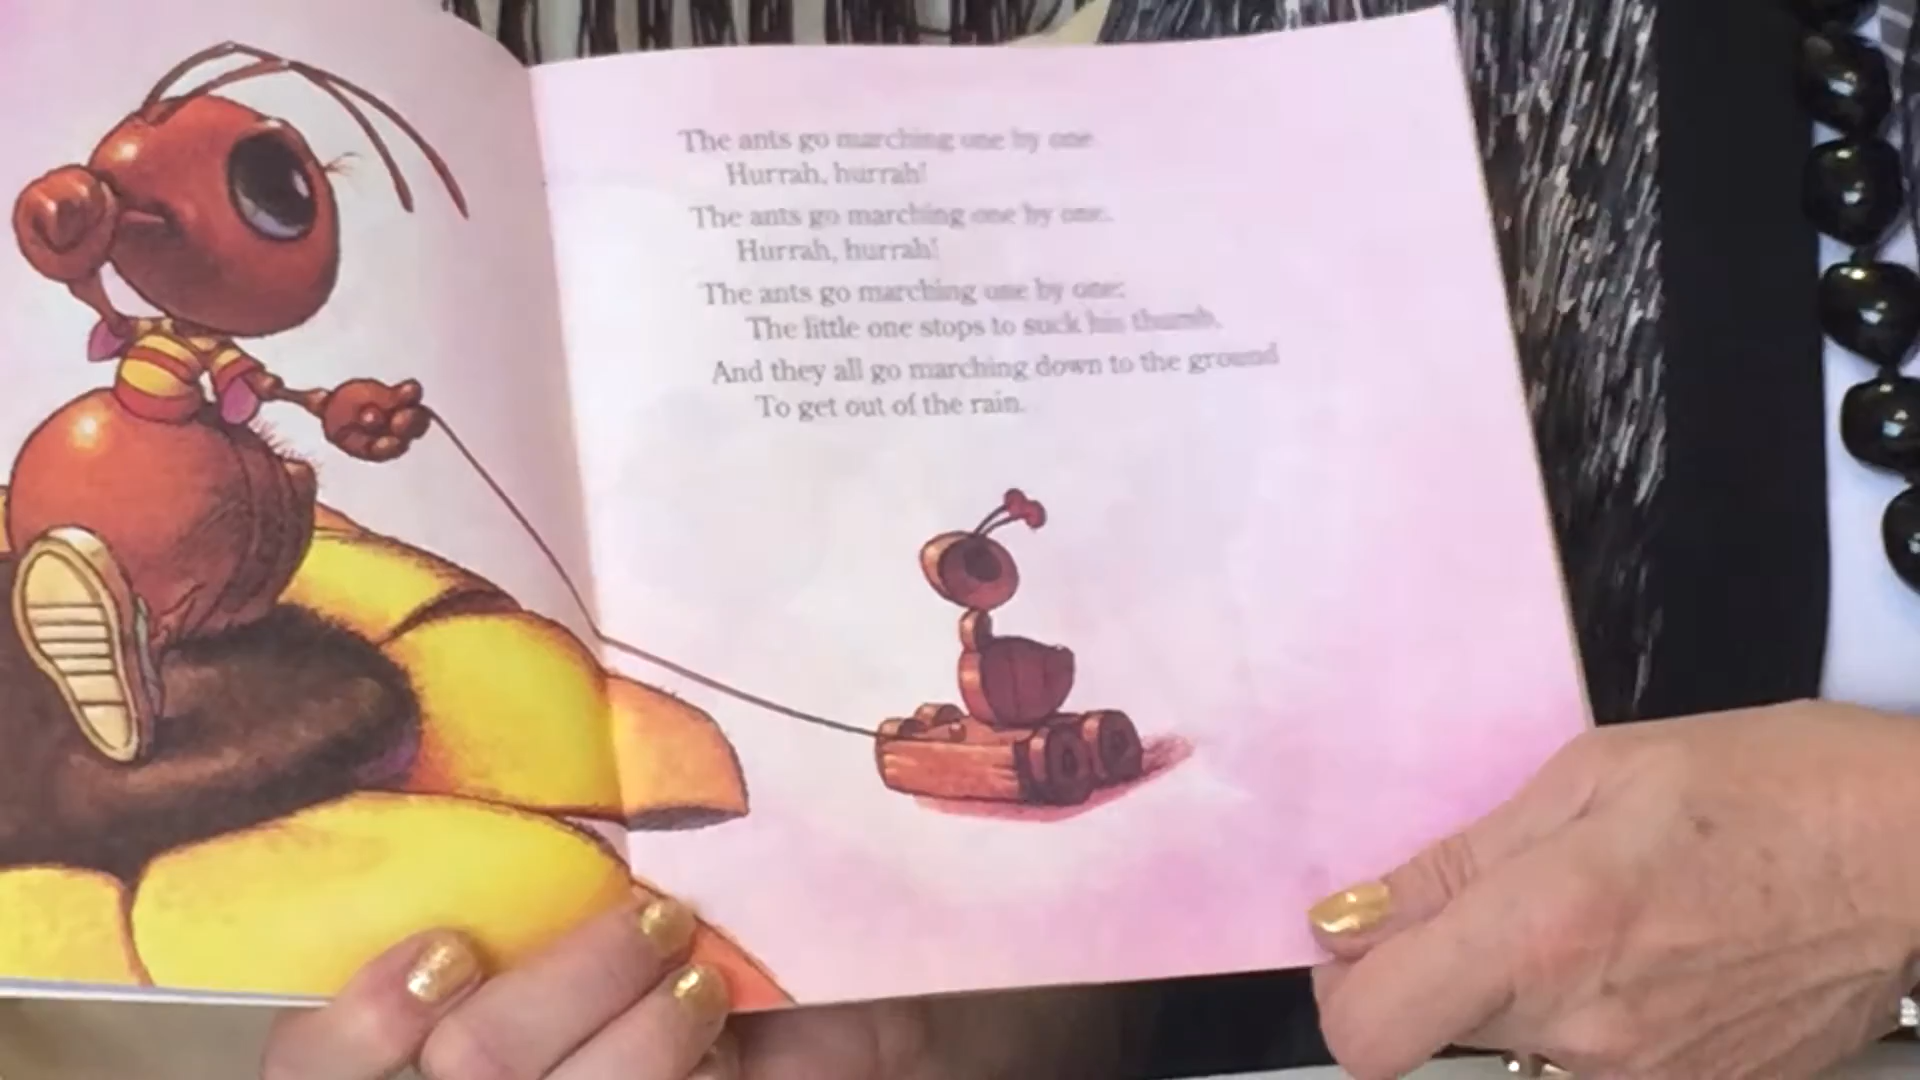 The ants go marching one by one.
Hurrah, hurrah!
The ants go marching one by one.
Hurrah, hurrah!
The ants go marching one by one;
The little one stops to suck his thumb,
And they all go marching down to the ground
To get out of the rain.